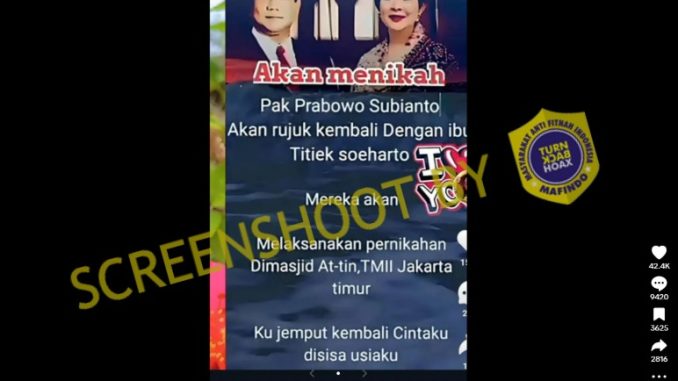 Akan menikah
Pak Prabowo Subianto
Akan rujuk kembali Dengan ibu
Titiek soeharto
I
YO
Mereka akan
Melaksanakan pernikahan
Dimasjid At-tin,TMII Jakarta
timur
Ku jemput kembali Cintaku
disisa usiaku
SCREENSHOOT BY
MASYARAKAT ANTI FITNAH INDONESIA
TURN
BACK
HOAX
MAFINDO
42.4K
9420
3625
2816